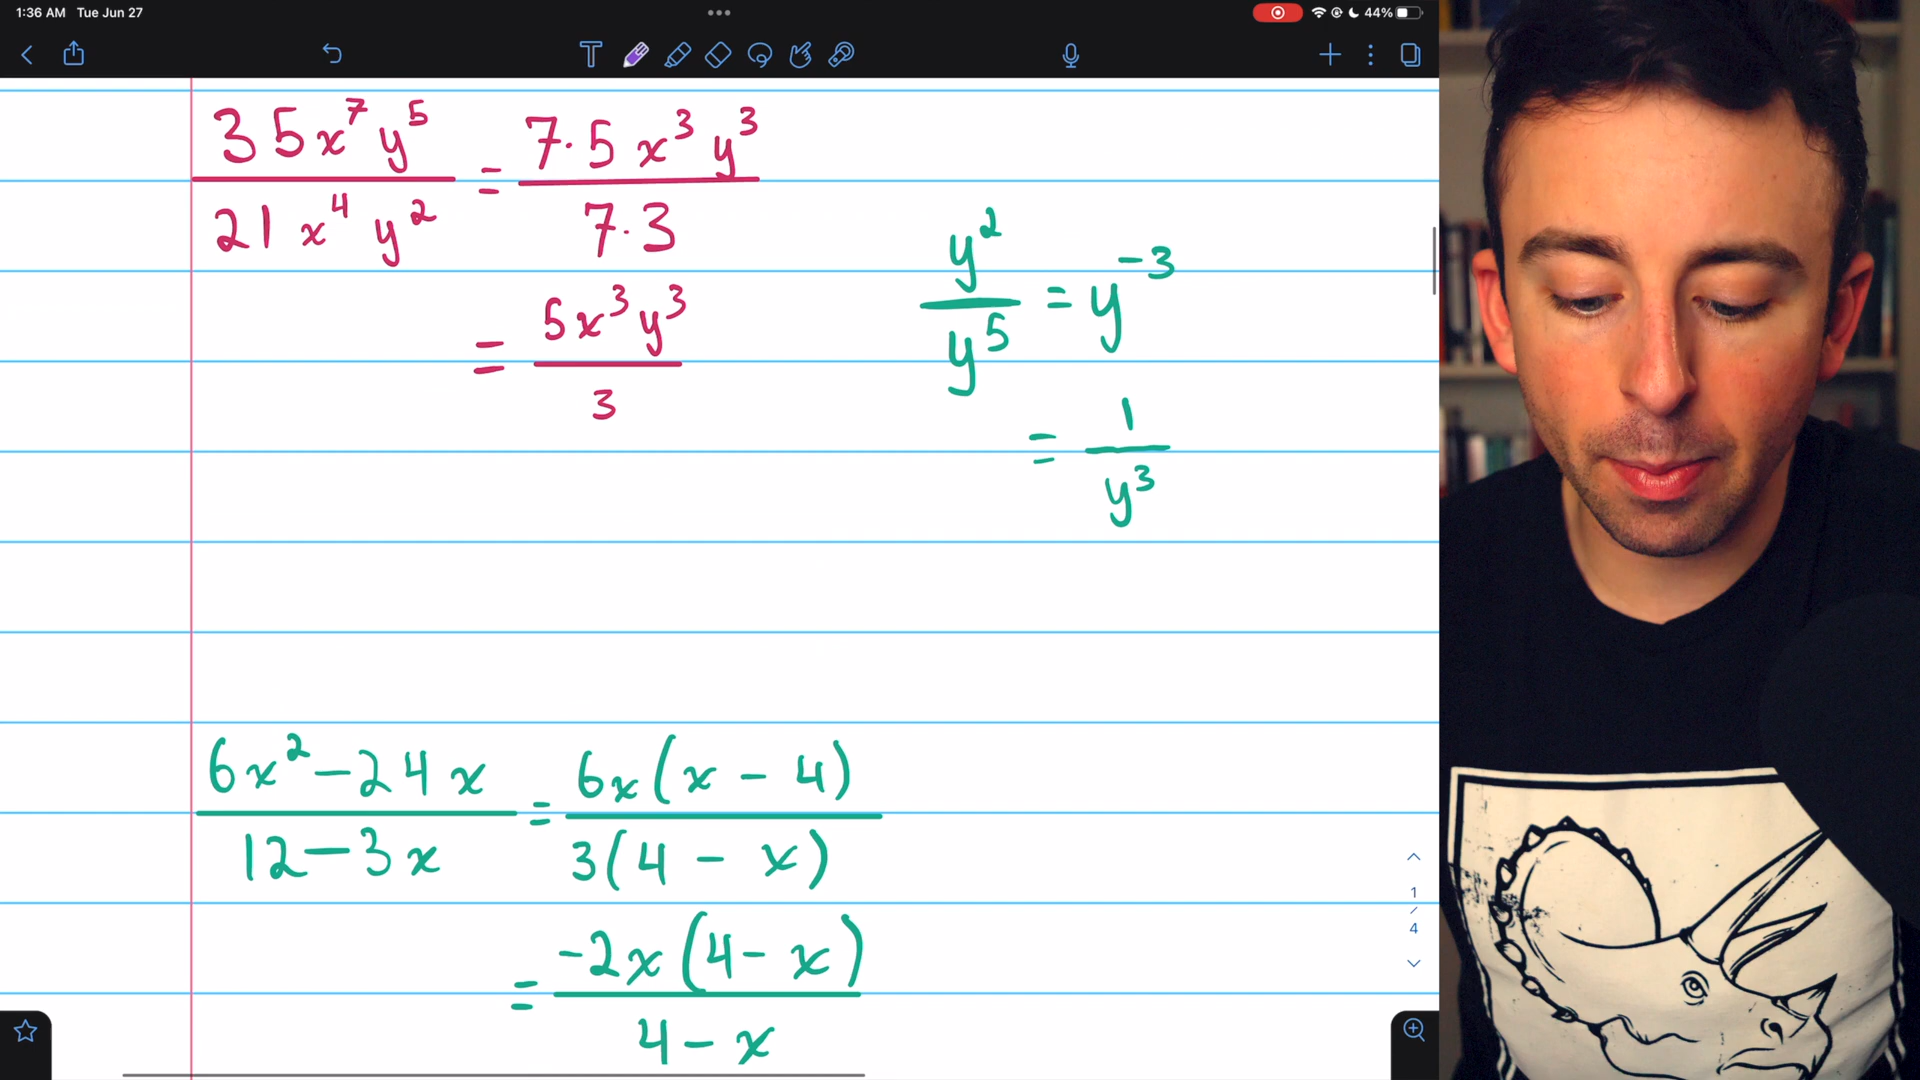 1:36 AM Tue Jun 27
44%
35x⁷y⁵ / 21x⁴y² = 7·5x³y³ / 7·3
= 5x³y³ / 3
y² / y⁵ = y⁻³
= 1 / y³
6x²-24x / 12-3x = 6x(x-4) / 3(4-x)
= -2x(4-x) / 4-x
1
/
4